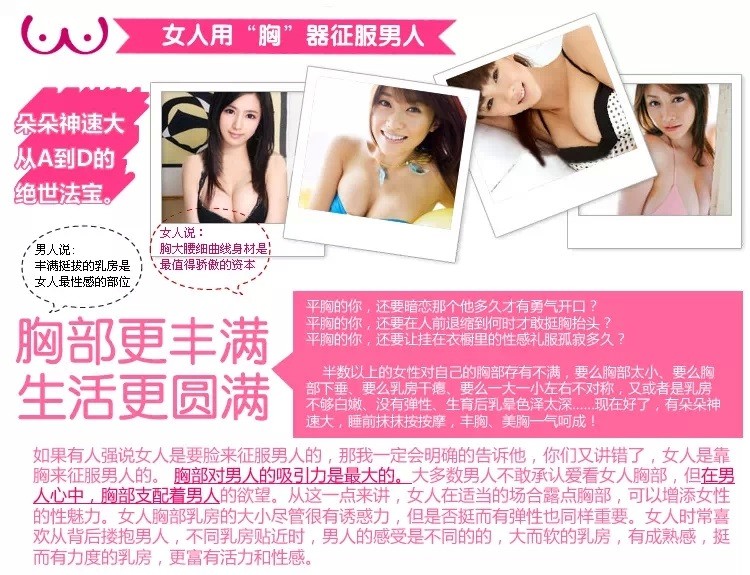 女人用“胸”器征服男人
朵朵神速大
从A到D的
绝世法宝。
男人说：
丰满挺拔的乳房是
女人最性感的部位
女人说：
胸大腰细曲线身材是
最值得骄傲的资本
胸部更丰满
生活更圆满
平胸的你，还要暗恋那个他多久才有勇气开口？
平胸的你，还要在人前退缩到何时才敢挺胸抬头？
平胸的你，还要让挂在衣橱里的性感礼服孤寂多久？
半数以上的女性对自己的胸部存有不满，要么胸部太小、要么胸
部下垂、要么乳房干瘪、要么一大一小左右不对称，又或者是乳房
不够白嫩、没有弹性、生育后乳晕色泽太深......现在好了，有朵朵神
速大，睡前抹抹按按摩，丰胸、美胸一气呵成！
如果有人强说女人是要脸来征服男人的，那我一定会明确的告诉他，你们又讲错了，女人是靠
胸来征服男人的。 胸部对男人的吸引力是最大的。大多数男人不敢承认爱看女人胸部，但在男
人心中，胸部支配着男人的欲望。从这一点来讲，女人在适当的场合露点胸部，可以增添女性
的性魅力。女人胸部乳房的大小尽管很有诱惑力，但是否挺而有弹性也同样重要。女人时常喜
欢从背后搂抱男人，不同乳房贴近时，男人的感受是不同的的，大而软的乳房，有成熟感，挺
而有力度的乳房，更富有活力和性感。